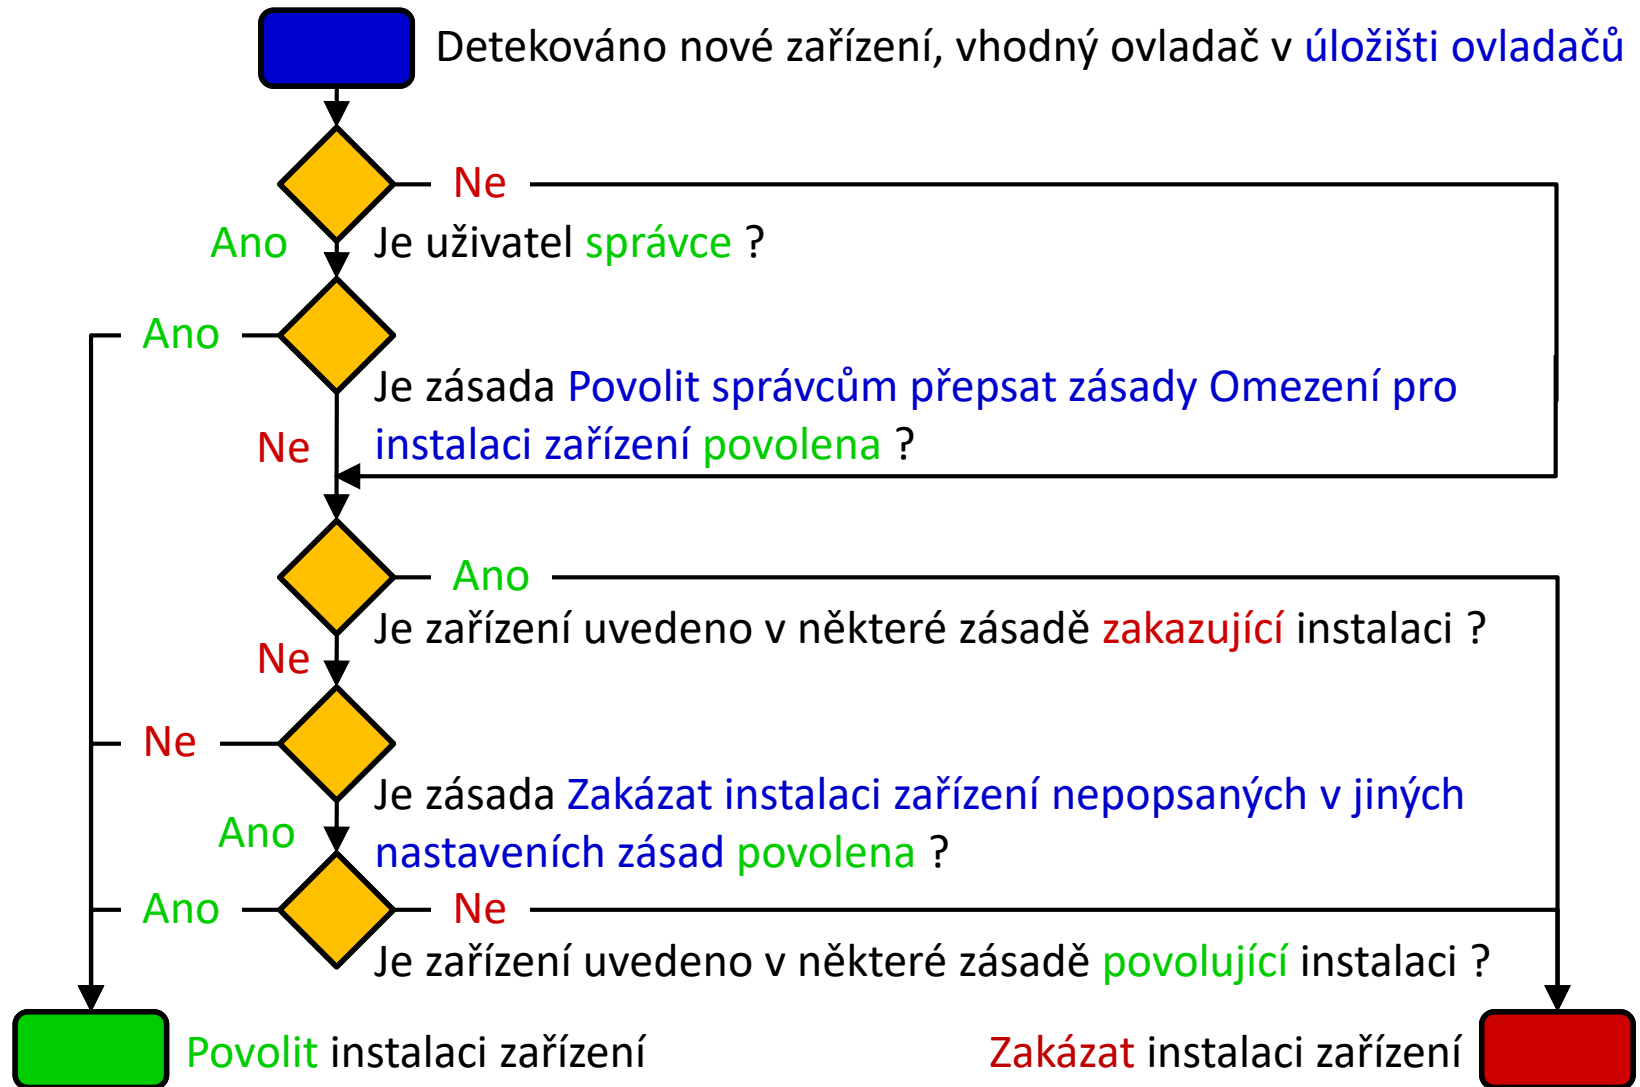 Detekováno nové zařízení, vhodný ovladač v úložišti ovladačů
Ne
Ano
Je uživatel správce ?
Ano
Je zásada Povolit správcům přepsat zásady Omezení pro
instalaci zařízení povolena ?
Ne
Ano
Je zařízení uvedeno v některé zásadě zakazující instalaci ?
Ne
Ne
Je zásada Zakázat instalaci zařízení nepopsaných v jiných
nastaveních zásad povolena ?
Ano
Ano
Ne
Je zařízení uvedeno v některé zásadě povolující instalaci ?
Povolit instalaci zařízení
Zakázat instalaci zařízení